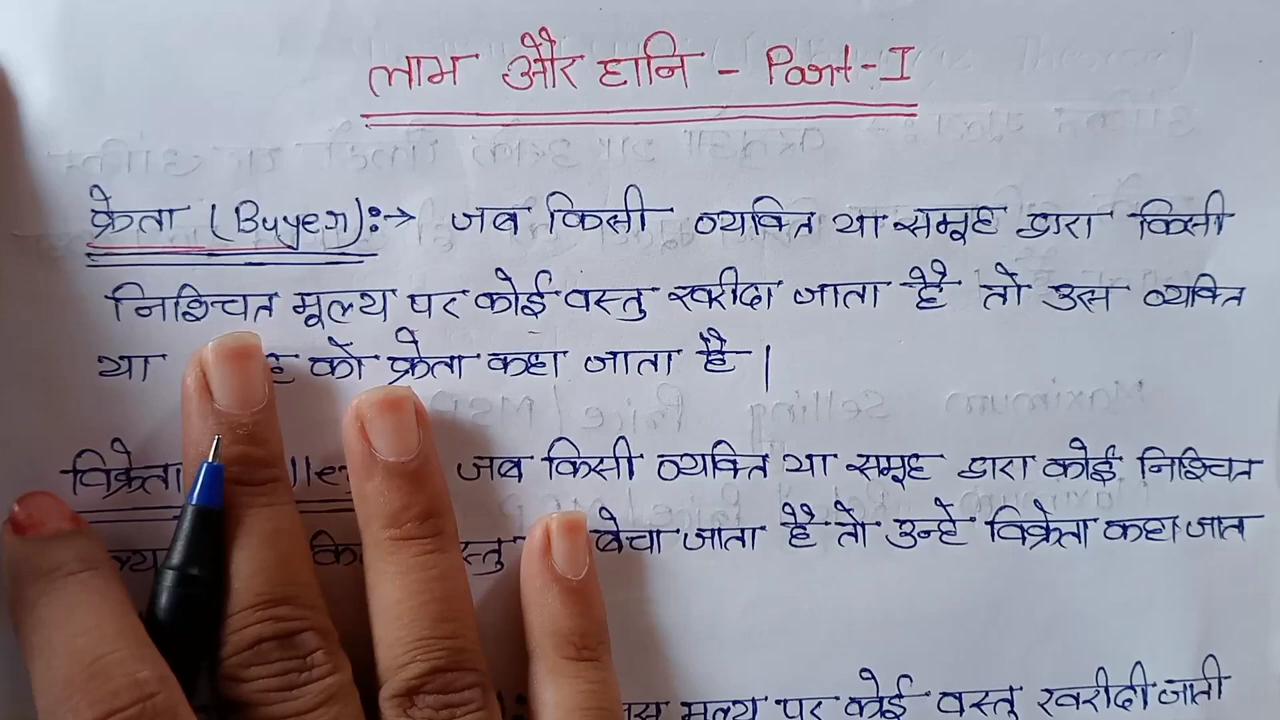 लाभ और हानि - Part-I
क्रेता (Buyer):→ जब किसी व्यक्ति या समूह द्वारा किसी
निश्चित मूल्य पर कोई वस्तु खरीदा जाता है तो उस व्यक्ति
या को क्रेता कहा जाता है |
विक्रेता जब किसी व्यक्ति या समूह द्वारा कोई निश्चित
बेचा जाता है तो उन्हे विक्रेता कहा जात
मूल्य पर कोई वस्तु खरीदी जाती